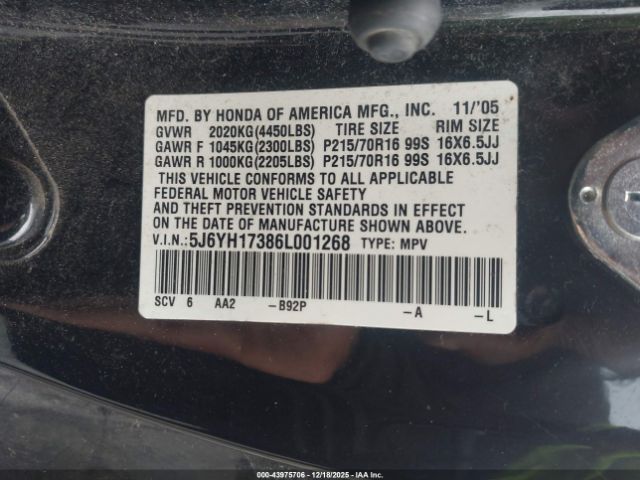 MFD. BY HONDA OF AMERICA MFG., INC. 11/'05
GVWR 2020KG(4450LBS) TIRE SIZE RIM SIZE
GAWR F 1045KG(2300LBS) P215/70R16 99S 16X6.5JJ
GAWR R 1000KG(2205LBS) P215/70R16 99S 16X6.5JJ
THIS VEHICLE CONFORMS TO ALL APPLICABLE
FEDERAL MOTOR VEHICLE SAFETY
AND THEFT PREVENTION STANDARDS IN EFFECT
ON THE DATE OF MANUFACTURE SHOWN ABOVE.
V.I.N.:5J6YH17386L001268 TYPE: MPV
SCV 6 AA2 -B92P -A -L
000-43975706 - 12/18/2025 - IAAI.COM